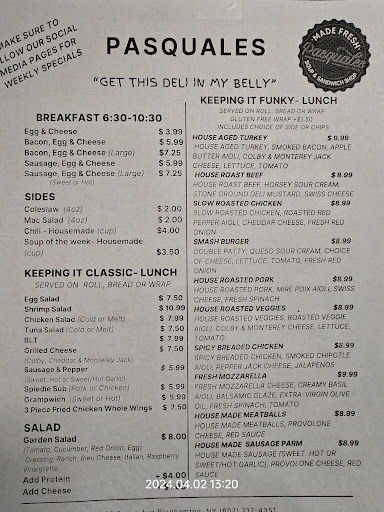 MAKE SURE TO
FOLLOW OUR SOCIAL
MEDIA PAGES FOR
WEEKLY SPECIALS
PASQUALES
MADE FRESH
Pasquales
DELI & SANDWICH SHOP
"GET THIS DELI IN MY BELLY"
BREAKFAST 6:30-10:30
Egg & Cheese $ 3.99
Bacon, Egg & Cheese $ 5.99
Bacon, Egg & Cheese (Large) $7.25
Sausage, Egg & Cheese $ 5.99
Sausage, Egg & Cheese (Large) $ 7.25
(Sweet or Hot)
SIDES
Coleslaw (4oz) $ 2.00
Mac Salad (4oz) $ 2.00
Chili - Housemade (cup) $4.00
Soup of the week- Housemade
(cup) $3.50
KEEPING IT CLASSIC- LUNCH
SERVED ON ROLL, BREAD OR WRAP
Egg Salad $ 7.50
Shrimp Salad $10.99
Chicken Salad (Cold or Melt) $ 7.99
Tuna Salad (Cold or Melt) $ 7.50
BLT $ 7.99
Grilled Cheese $ 7.50
(Colby, Cheddar & Monterey Jack)
Sausage & Pepper $ 5.99
(Sweet, Hot or Sweet/Hot Garlic)
Spiedie Sub (Pork or Chicken) $ 5.99
Grampwich (Sweet or Hot) $ 5.99
3 Piece Fried Chicken Whole Wings $ 7.50
SALAD
Garden Salad $ 8.00
(Tomato, Cucumber, Red Onion, Egg)
Dressing: Ranch, Bleu Cheese, Italian, Raspberry
Vinaigrette
Add Protein + $4.00
Add Cheese
KEEPING IT FUNKY- LUNCH
SERVED ON ROLL, BREAD OR WRAP
GLUTEN FREE WRAP +$1.50
INCLUDES CHOICE OF SIDE OR CHIPS
HOUSE AGED TURKEY $ 9.99
HOUSE AGED TURKEY, SMOKED BACON, APPLE
BUTTER AIOLI, COLBY & MONTEREY JACK
CHEESE, LETTUCE, TOMATO
HOUSE ROAST BEEF $ 8.99
HOUSE ROAST BEEF, HORSEY SOUR CREAM,
STONE GROUND DELI MUSTARD, SWISS CHEESE
SLOW ROASTED CHICKEN $8.99
SLOW ROASTED CHICKEN, ROASTED RED
PEPPER AIOLI, CHEDDAR CHEESE, FRESH RED
ONION
SMASH BURGER $8.99
DOUBLE PATTY, QUESO SOUR CREAM, CHOICE
OF CHEESE, LETTUCE, TOMATO, FRESH RED
ONION
HOUSE ROASTED PORK $8.99
HOUSE ROASTED PORK, MIRE POIX AIOLI, SWISS
CHEESE, FRESH SPINACH
HOUSE ROASTED VEGGIES $8.99
HOUSE ROASTED VEGGIES, ROASTED VEGGIE
AIOLI, COLBY & MONTEREY CHEESE, LETTUCE,
TOMATO
SPICY BREADED CHICKEN $8.99
SPICY BREADED CHICKEN, SMOKED CHIPOTLE
AIOLI, PEPPER JACK CHEESE, JALAPENOS
FRESH MOZZARELLA $9.99
FRESH MOZZARELLA CHEESE, CREAMY BASIL
AIOLI, BALSAMIC GLAZE, EXTRA-VIRGIN OLIVE
OIL, FRESH SPINACH, TOMATO
HOUSE MADE MEATBALLS $8.99
HOUSE MADE MEATBALLS, PROVOLONE
CHEESE, RED SAUCE
HOUSE MADE SAUSAGE PARM $8.99
HOUSE MADE SAUSAGE (SWEET, HOT OR
SWEET/HOT GARLIC), PROVOLONE CHEESE, RED
SAUCE
2024.04.02 13:20
Binghamton, NY (607) 217-4351